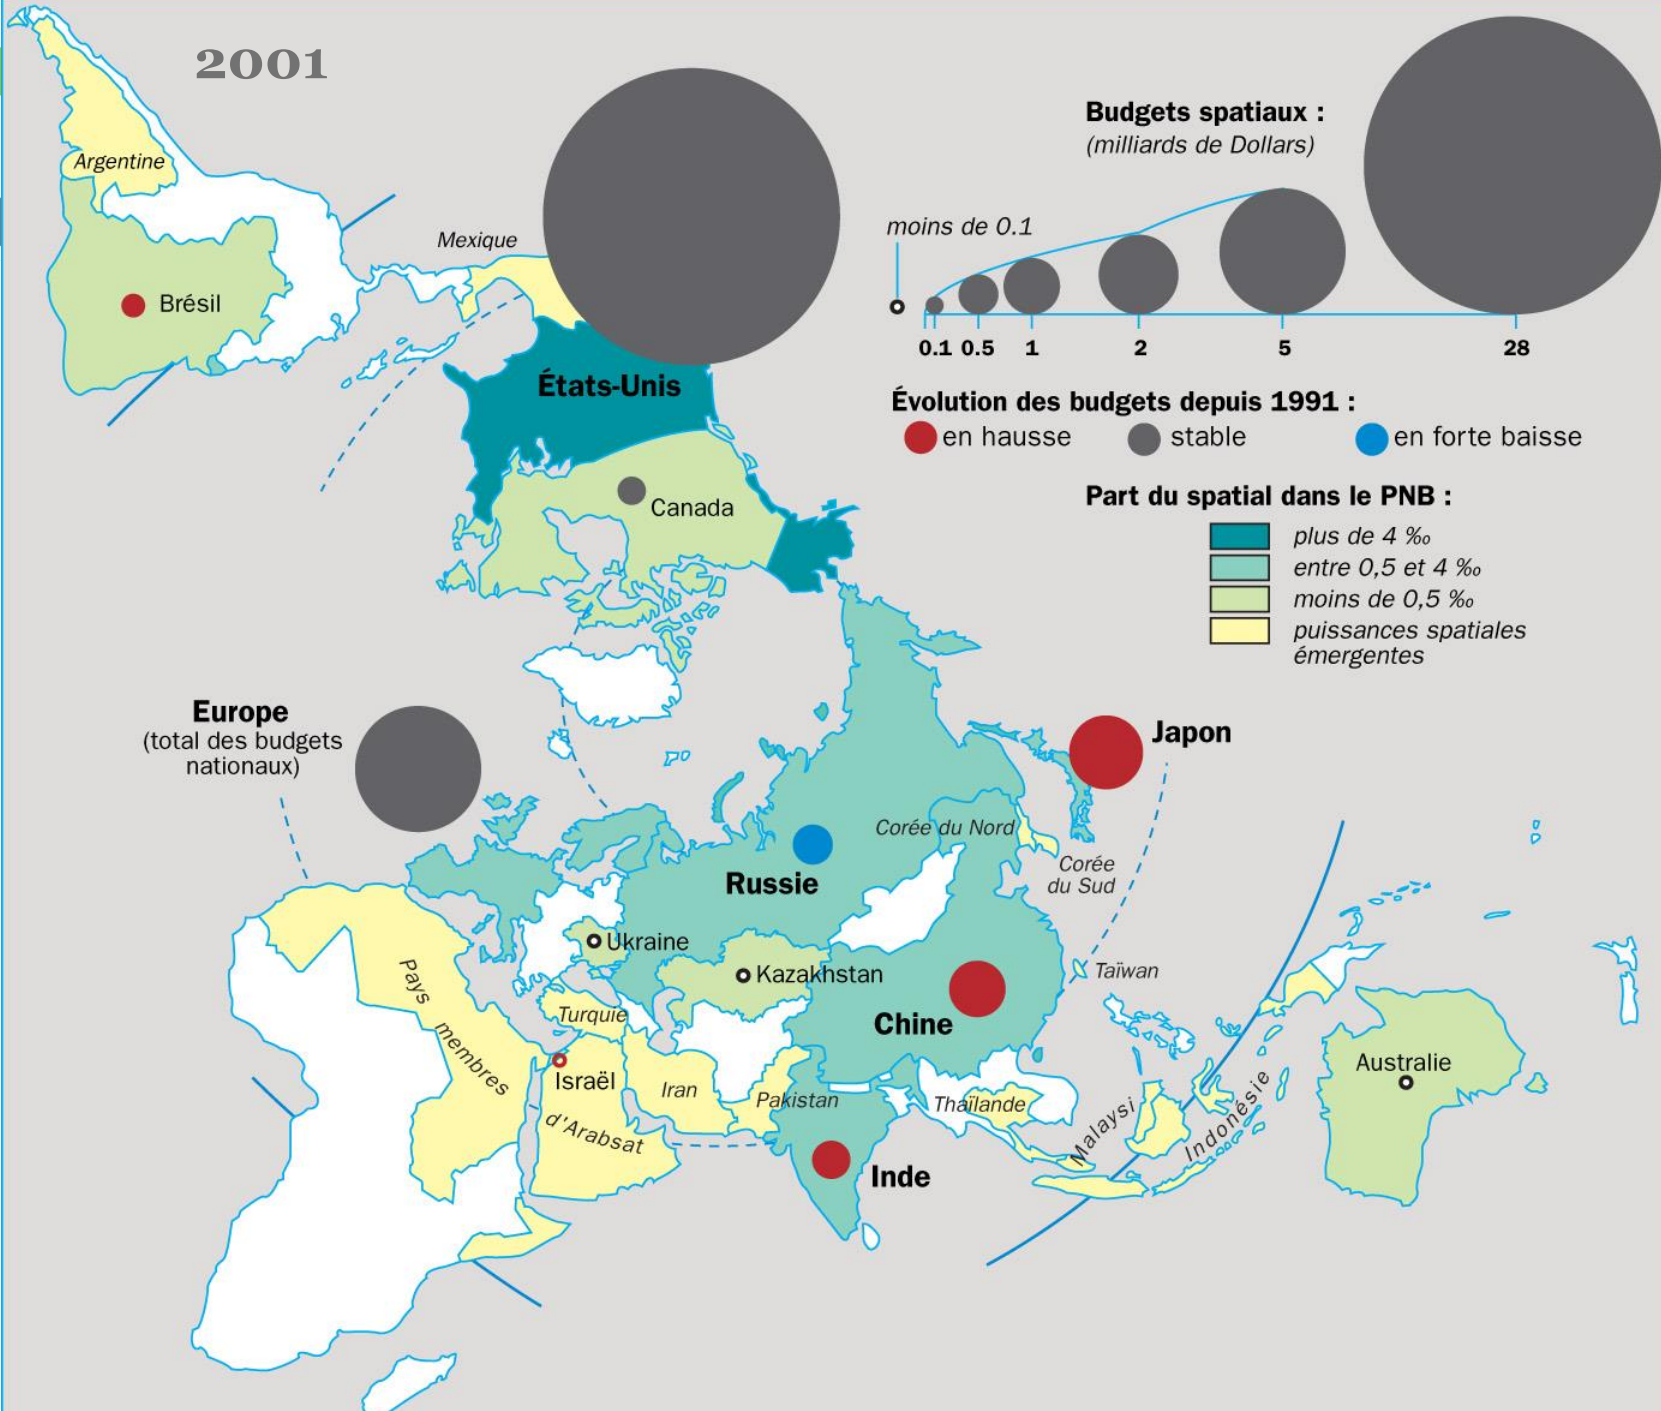 2001
Budgets spatiaux :
(milliards de Dollars)
moins de 0.1
0.1 0.5 1 2 5 28
Évolution des budgets depuis 1991 :
en hausse
stable
en forte baisse
Part du spatial dans le PNB :
plus de 4 ‰
entre 0,5 et 4 ‰
moins de 0,5 ‰
puissances spatiales
émergentes
Argentine
Brésil
Mexique
États-Unis
Canada
Europe
(total des budgets
nationaux)
Japon
Corée du Nord
Corée
du Sud
Russie
Ukraine
Kazakhstan
Taïwan
Chine
Pays
membres
d'Arabsat
Turquie
Israël
Iran
Pakistan
Thaïlande
Malaysi
Indonésie
Australie
Inde